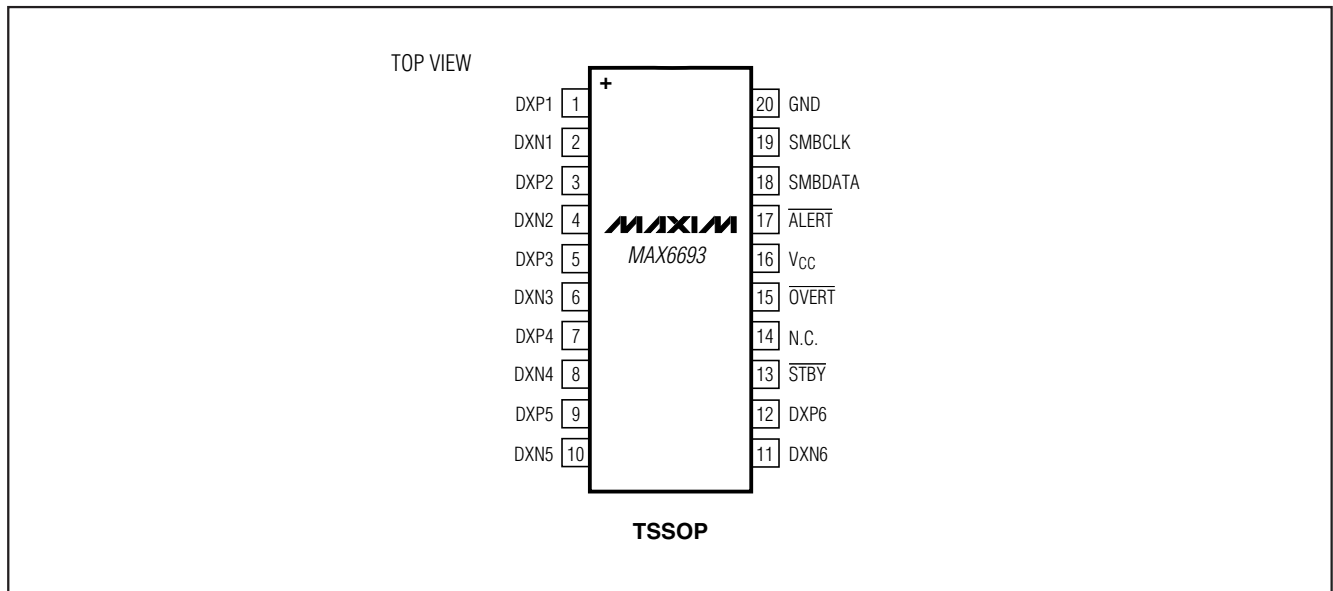 TOP VIEW
+
DXP1 1
DXN1 2
DXP2 3
DXN2 4
DXP3 5
DXN3 6
DXP4 7
DXN4 8
DXP5 9
DXN5 10
MAXIM
MAX6693
20 GND
19 SMBCLK
18 SMBDATA
17 ALERT
16 VCC
15 OVERT
14 N.C.
13 STBY
12 DXP6
11 DXN6
TSSOP